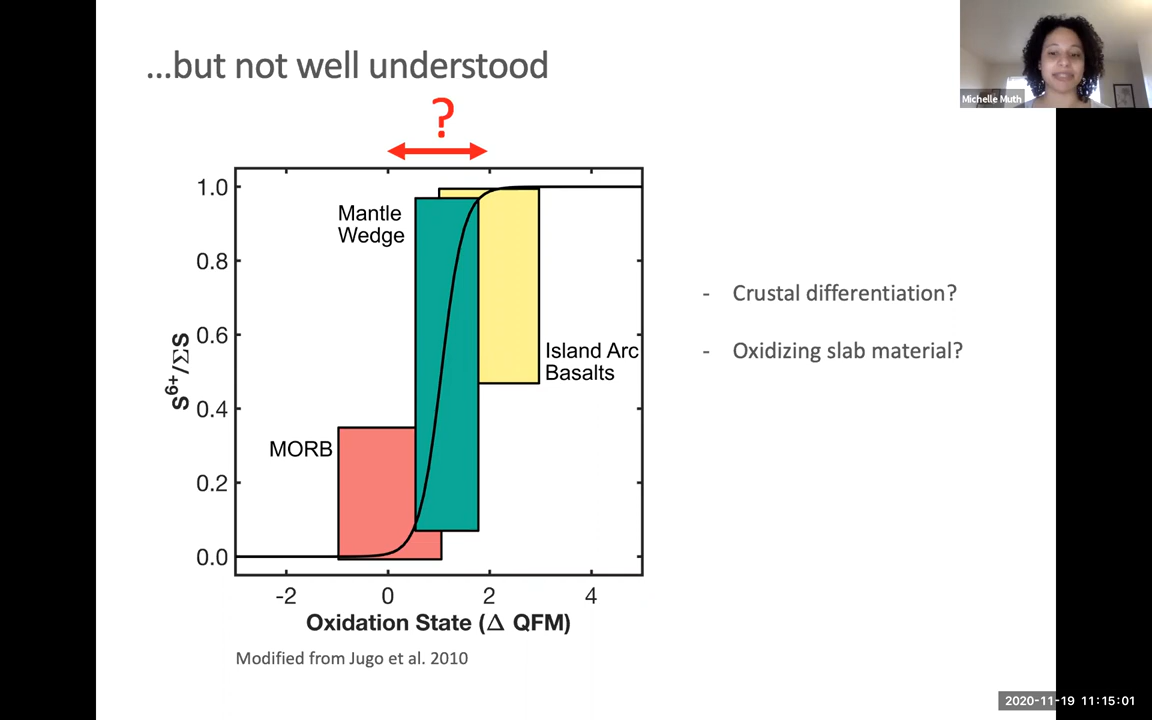 ...but not well understood
Michelle Muth
?
1.0
0.8
0.6
0.4
0.2
0.0
S6+/ΣS
Mantle
Wedge
Island Arc
Basalts
MORB
-2 0 2 4
Oxidation State (Δ QFM)
Modified from Jugo et al. 2010
- Crustal differentiation?
- Oxidizing slab material?
2020-11-19 11:15:01